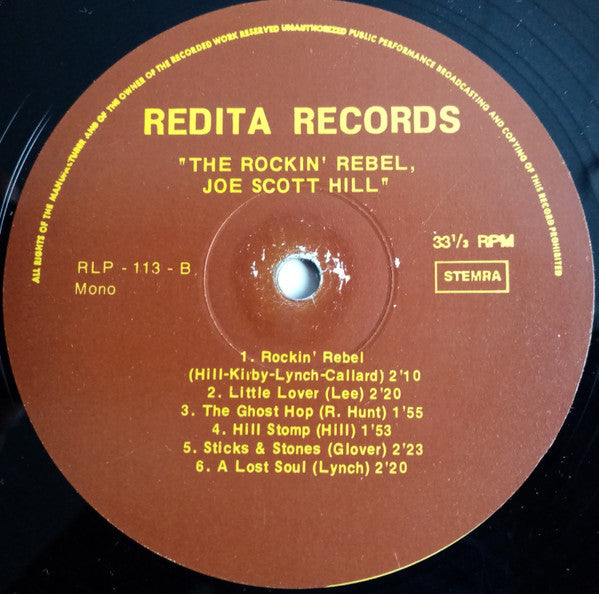 ALL RIGHTS OF THE MANUFACTURER AND OF THE OWNER OF THE RECORDED WORK RESERVED UNAUTHORIZED PUBLIC PERFORMANCE BROADCASTING AND COPYING OF THIS RECORD PROHIBITED
REDITA RECORDS
"THE ROCKIN' REBEL,
JOE SCOTT HILL"
33⅓ RPM
RLP - 113 - B
STEMRA
Mono
1. Rockin' Rebel
(Hill-Kirby-Lynch-Callard) 2'10
2. Little Lover (Lee) 2'20
3. The Ghost Hop (R. Hunt) 1'55
4. Hill Stomp (Hill) 1'53
5. Sticks & Stones (Glover) 2'23
6. A Lost Soul (Lynch) 2'20